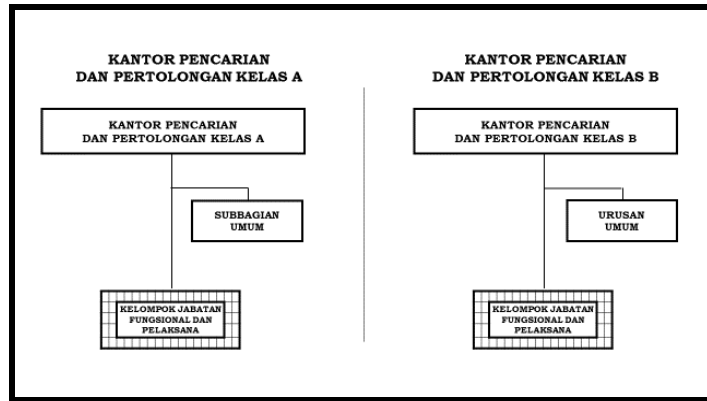 KANTOR PENCARIAN
DAN PERTOLONGAN KELAS A
KANTOR PENCARIAN
DAN PERTOLONGAN KELAS A
SUBBAGIAN
UMUM
KELOMPOK JABATAN
FUNGSIONAL DAN
PELAKSANA
KANTOR PENCARIAN
DAN PERTOLONGAN KELAS B
KANTOR PENCARIAN
DAN PERTOLONGAN KELAS B
URUSAN
UMUM
KELOMPOK JABATAN
FUNGSIONAL DAN
PELAKSANA